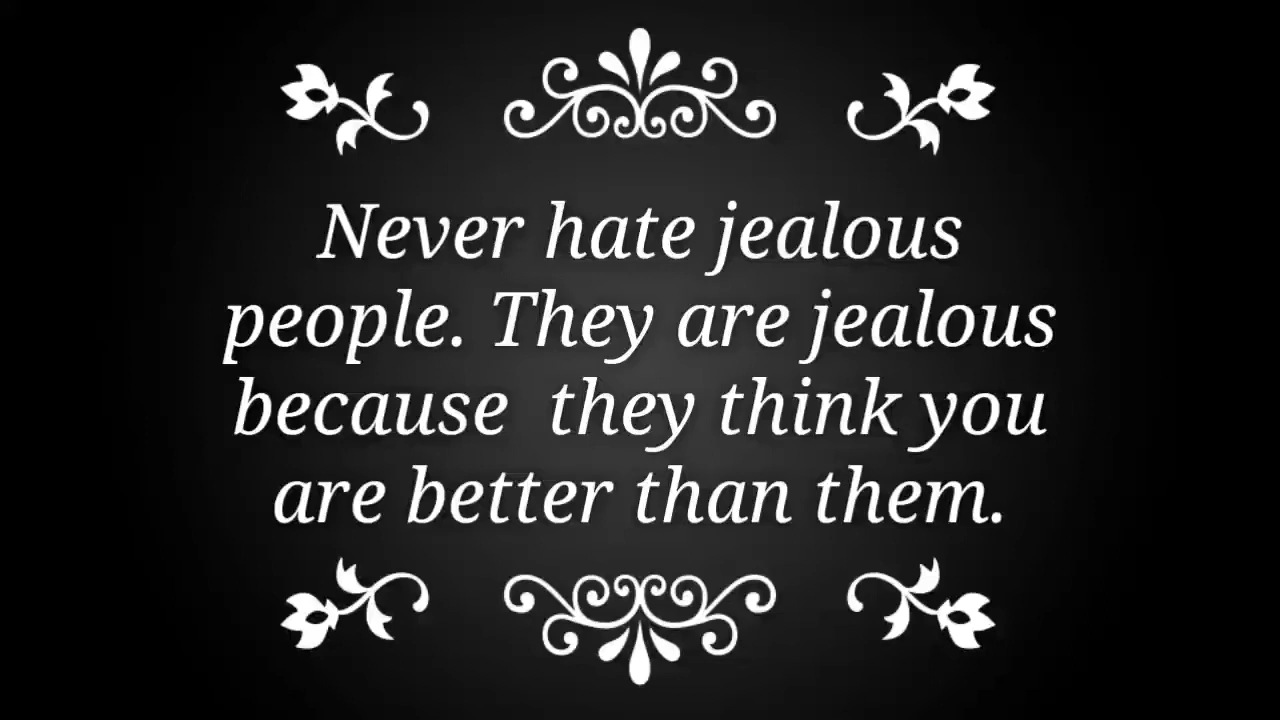 Never hate jealous
people. They are jealous
because  they think you
are better than them.